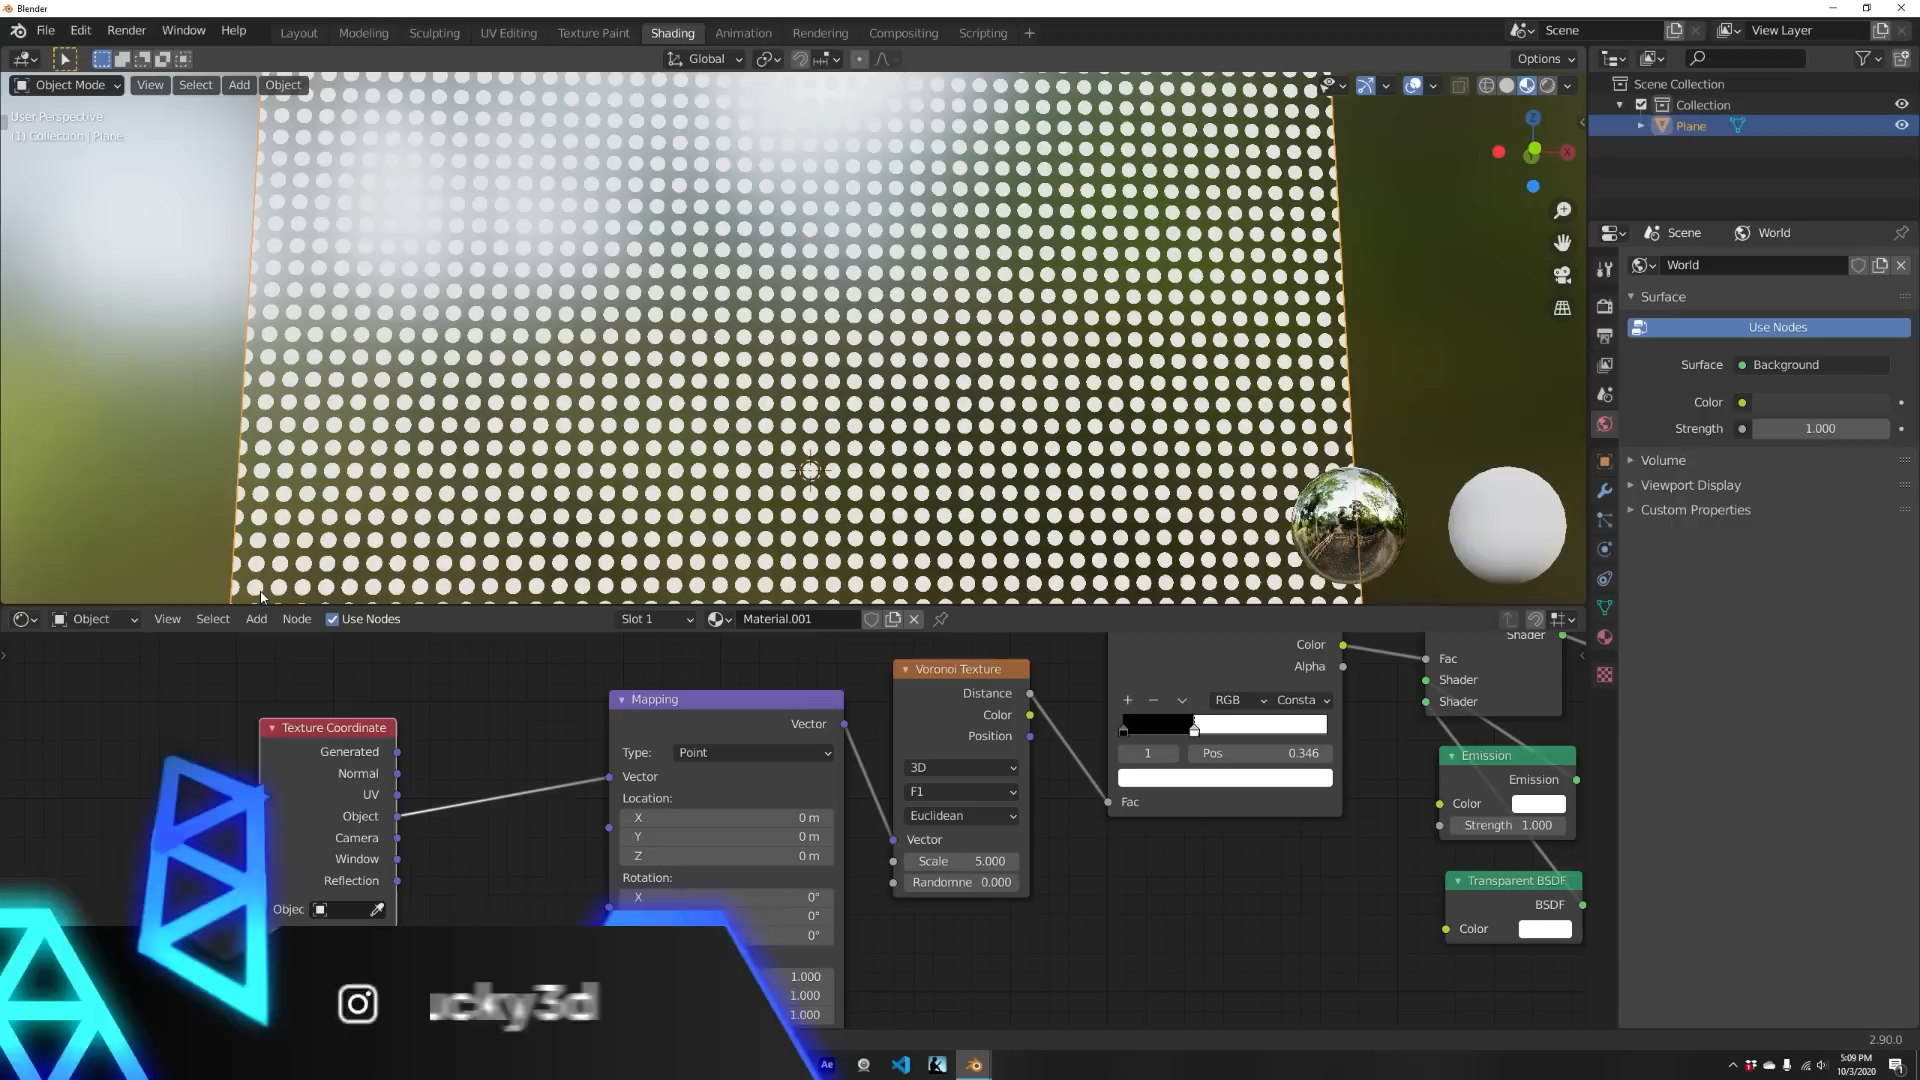 Blender
File Edit Render Window Help Layout Modeling Sculpting UV Editing Texture Paint Shading Animation Rendering Compositing Scripting + Scene View Layer
Global Options
Object Mode View Select Add Object
User Perspective
(1) Collection | Plane
Z
X
Scene Collection
Collection
Plane
Scene World
World
Surface
Use Nodes
Surface Background
Color
Strength 1.000
Volume
Viewport Display
Custom Properties
Object View Select Add Node Use Nodes Slot 1 Material.001
Texture Coordinate
Generated
Normal
UV
Object
Camera
Window
Reflection
Objec
Mapping
Vector
Type: Point
Vector
Location:
X 0 m
Y 0 m
Z 0 m
Rotation:
X 0°
0°
0°
1.000
1.000
1.000
Voronoi Texture
Distance
Color
Position
3D
F1
Euclidean
Vector
Scale 5.000
Randomne 0.000
Color
Alpha
+ − RGB Consta
1 Pos 0.346
Fac
Shader
Fac
Shader
Shader
Emission
Emission
Color
Strength 1.000
Transparent BSDF
BSDF
Color
ucky3d
2.90.0
Ae
5:09 PM
10/3/2020